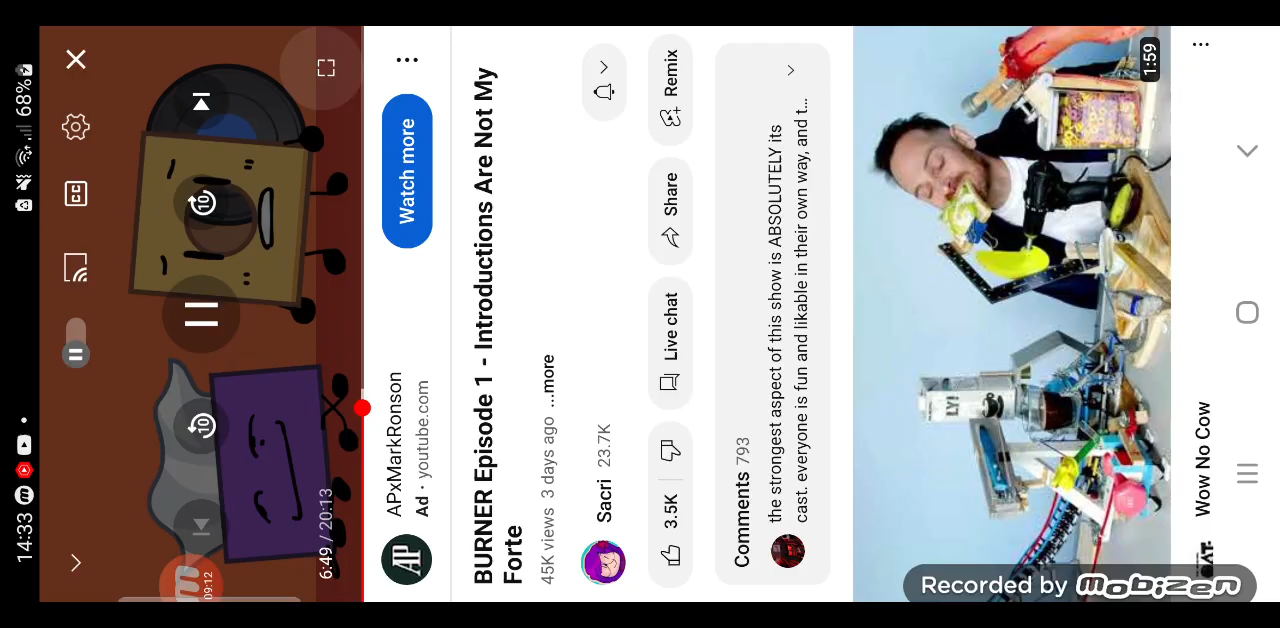 14:33
68%
CC
10
10
6:49 / 20:13
09:12
APxMarkRonson
Ad · youtube.com
Watch more
BURNER Episode 1 - Introductions Are Not My
Forte
45K views 3 days ago ...more
Sacri 23.7K
3.5K
Live chat
Share
Remix
Comments 793
the strongest aspect of this show is ABSOLUTELY its
cast. everyone is fun and likable in their own way, and t...
1:59
Wow No Cow
Recorded by mobizen